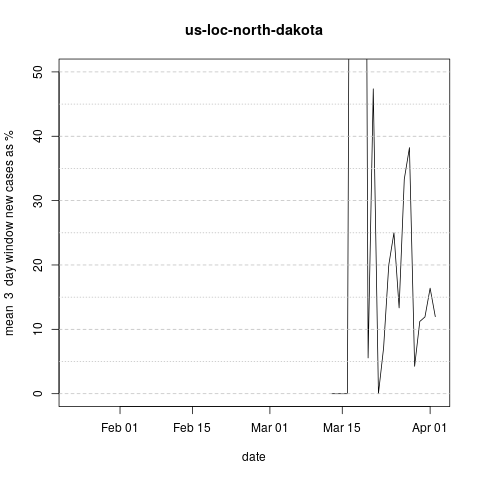 us-loc-north-dakota
mean 3 day window new cases as %
50
40
30
20
10
0
Feb 01 Feb 15 Mar 01 Mar 15 Apr 01
date